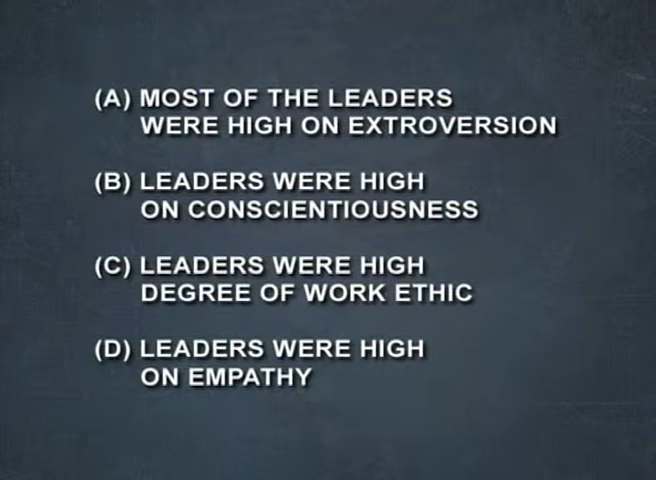 (A) MOST OF THE LEADERS
WERE HIGH ON EXTROVERSION
(B) LEADERS WERE HIGH
ON CONSCIENTIOUSNESS
(C) LEADERS WERE HIGH
DEGREE OF WORK ETHIC
(D) LEADERS WERE HIGH
ON EMPATHY